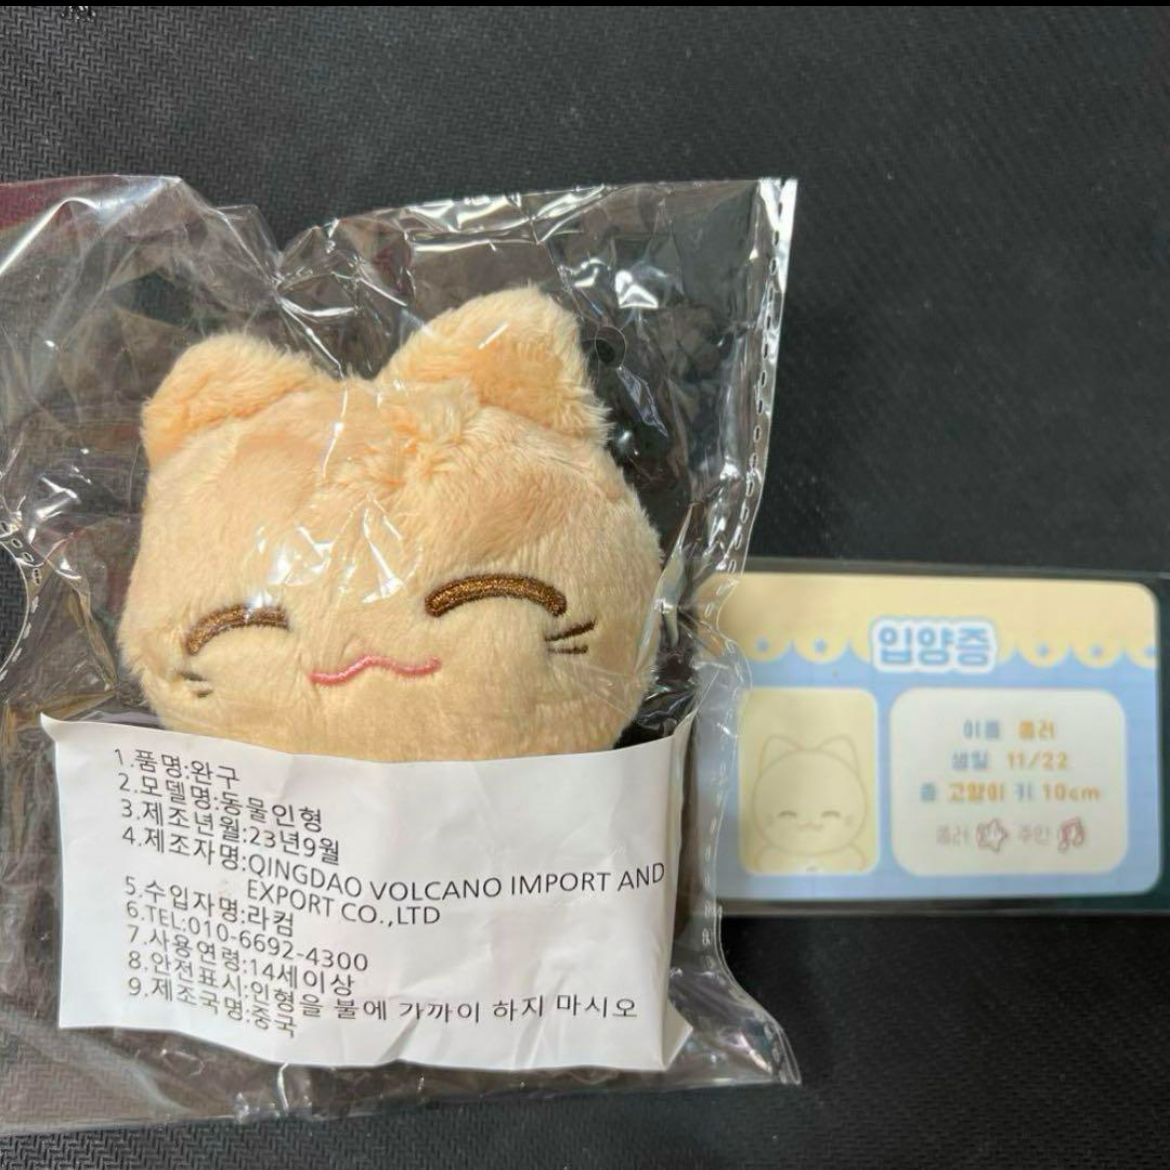 1.품명:완구
2.모델명:동물인형
3.제조년월:23년9월
4.제조자명:QINGDAO VOLCANO IMPORT AND
EXPORT CO.,LTD
5.수입자명:라컴
6.TEL:010-6692-4300
7.사용연령:14세이상
8.안전표시:인형을 불에 가까이 하지 마시오
9.제조국명:중국
입양증
이름 쫄러
생일 11/22
종 고양이 키 10cm
쫄러 주인